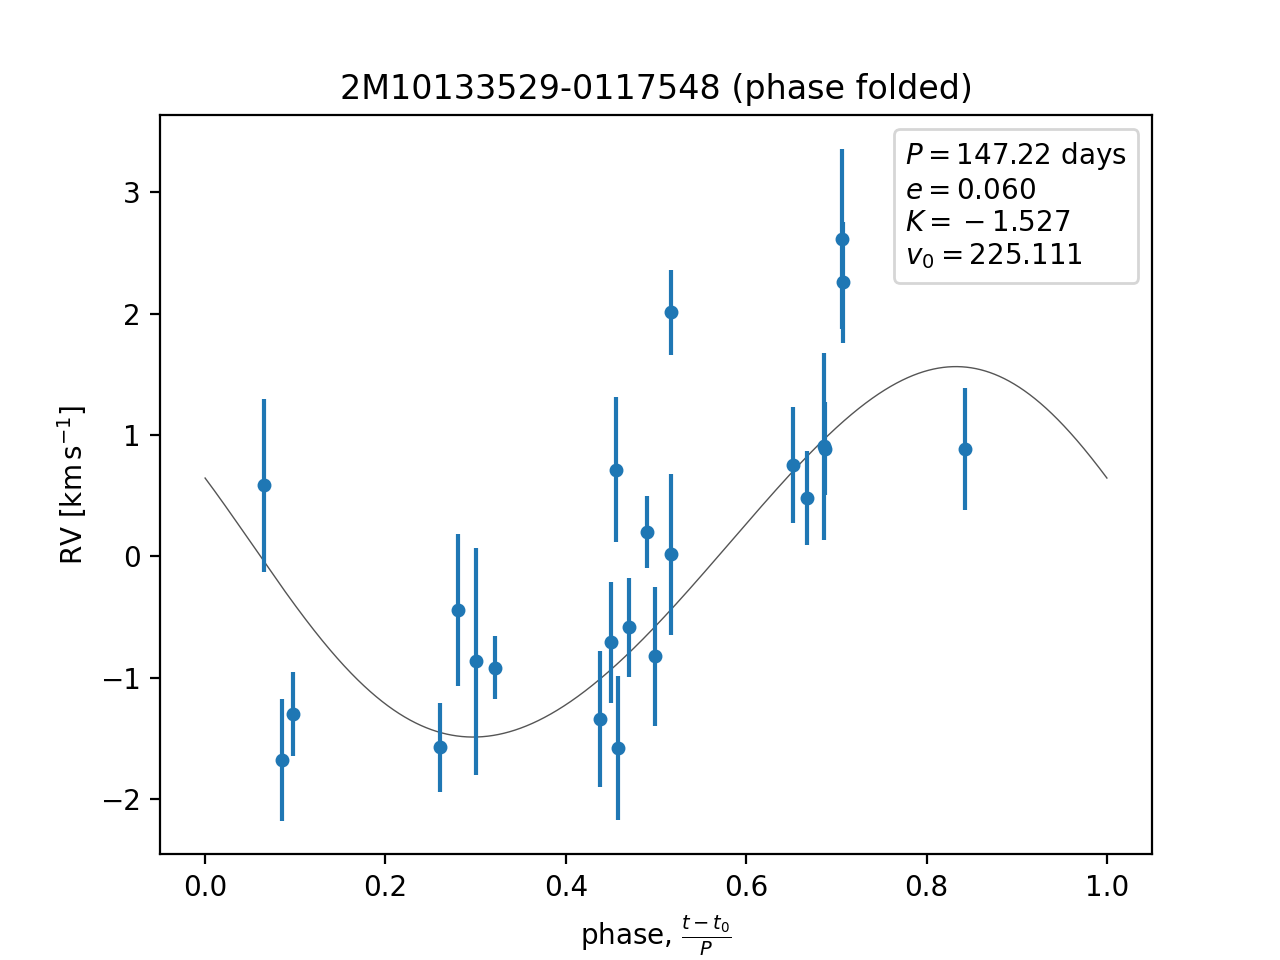 2M10133529-0117548 (phase folded)
P = 147.22 days
e = 0.060
K = −1.527
v₀ = 225.111
RV [km s⁻¹]
3
2
1
0
−1
−2
0.0 0.2 0.4 0.6 0.8 1.0
phase, (t − t₀)/P